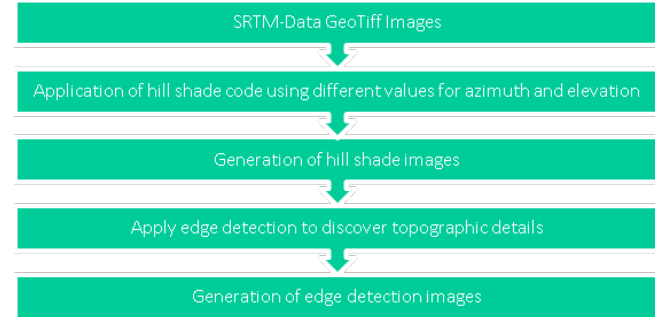 SRTM-Data GeoTiff Images
Application of hill shade code using different values for azimuth and elevation
Generation of hill shade images
Apply edge detection to discover topographic details
Generation of edge detection images